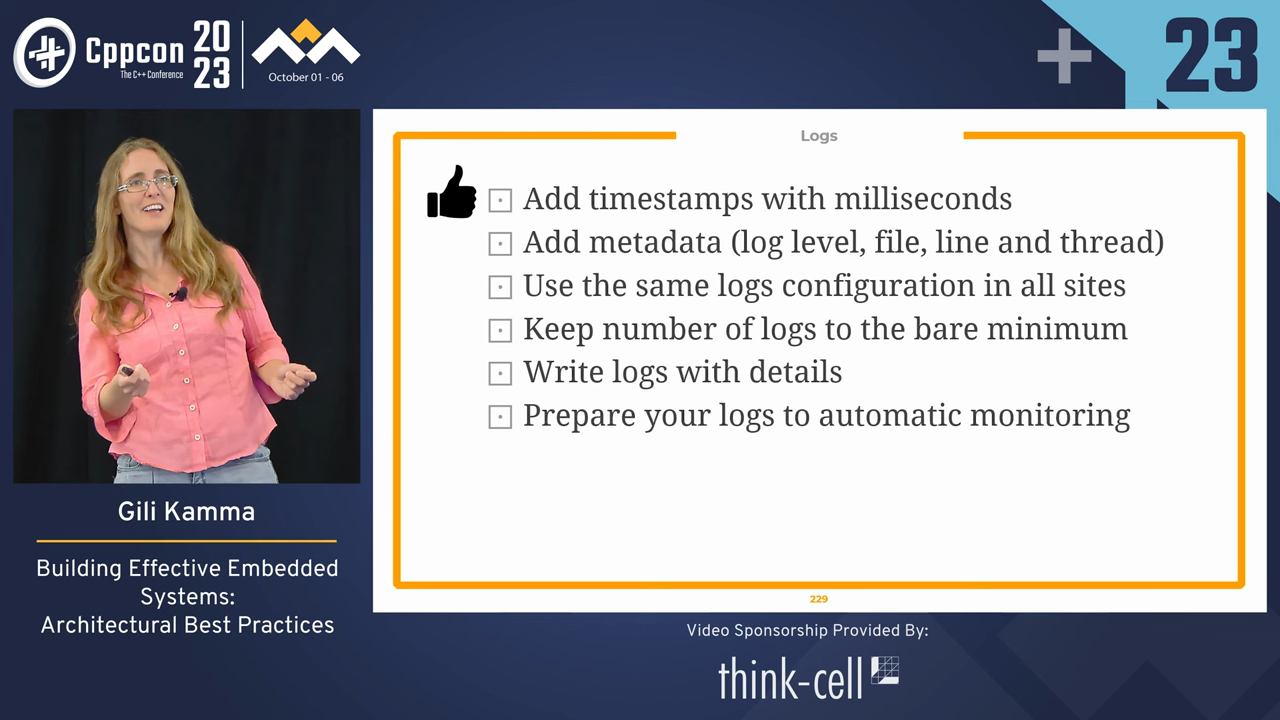 Cppcon
The C++ Conference
20
23
October 01 - 06
23
Logs
Add timestamps with milliseconds
Add metadata (log level, file, line and thread)
Use the same logs configuration in all sites
Keep number of logs to the bare minimum
Write logs with details
Prepare your logs to automatic monitoring
229
Gili Kamma
Building Effective Embedded
Systems:
Architectural Best Practices
Video Sponsorship Provided By:
think-cell